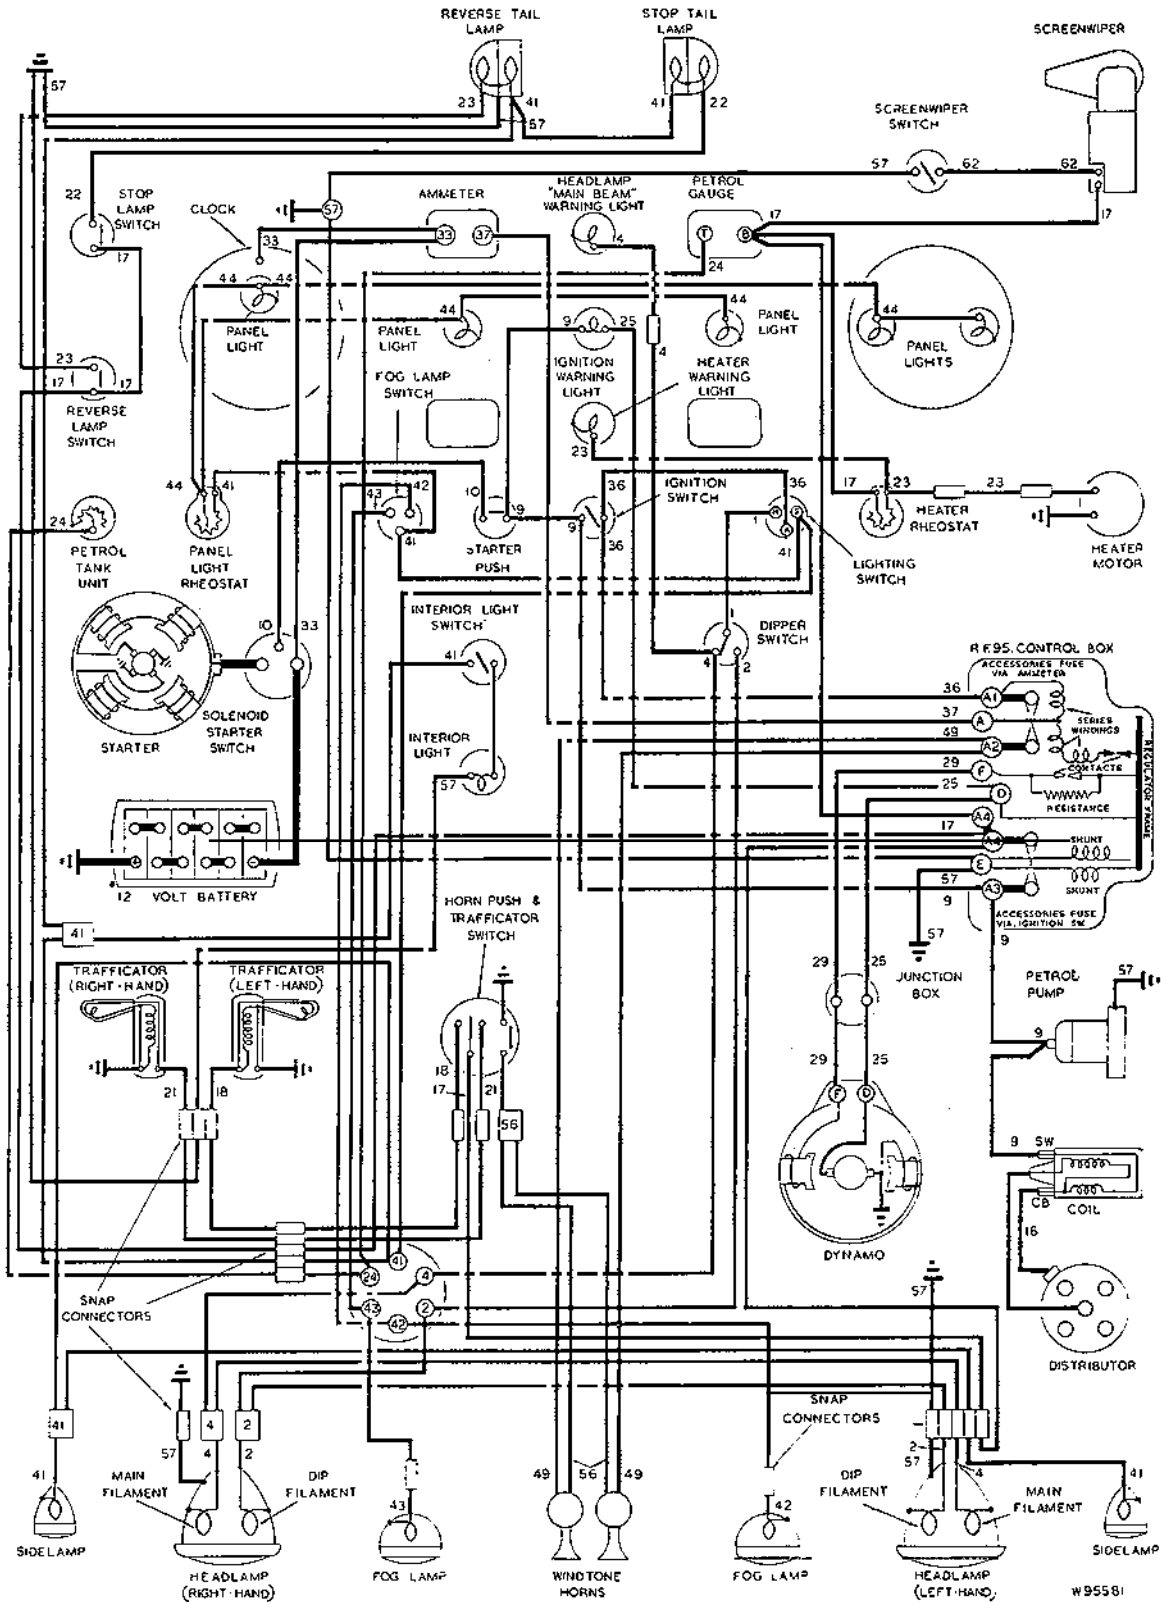 REVERSE TAIL
LAMP
STOP TAIL
LAMP
SCREENWIPER
57
23
41
57
41
22
SCREENWIPER
SWITCH
57
62
62
22
STOP
LAMP
SWITCH
17
CLOCK
33
57
AMMETER
33
37
HEADLAMP
"MAIN BEAM"
WARNING LIGHT
4
PETROL
GAUGE
T
B
17
17
24
44
44
PANEL
LIGHT
44
PANEL
LIGHT
9
25
IGNITION
WARNING
LIGHT
44
PANEL
LIGHT
4
44
PANEL
LIGHTS
23
17
17
REVERSE
LAMP
SWITCH
FOG LAMP
SWITCH
HEATER
WARNING
LIGHT
23
44
41
43
42
41
10
9
9
36
36
IGNITION
SWITCH
36
1
41
17
23
23
24
PETROL
TANK
UNIT
PANEL
LIGHT
RHEOSTAT
STARTER
PUSH
LIGHTING
SWITCH
HEATER
RHEOSTAT
HEATER
MOTOR
10
33
INTERIOR LIGHT
SWITCH
41
1
4
2
DIPPER
SWITCH
STARTER
SOLENOID
STARTER
SWITCH
INTERIOR
LIGHT
57
R.F.95. CONTROL BOX
ACCESSORIES FUSE
VIA AMMETER
36
A1
37
A
49
A2
29
F
25
D
A4
17
A4
E
57
A3
9
SERIES
WINDINGS
CONTACTS
RESISTANCE
REGULATOR FRAME
SHUNT
SHUNT
ACCESSORIES FUSE
VIA IGNITION SW.
12 VOLT BATTERY
41
HORN PUSH &
TRAFFICATOR
SWITCH
57
9
TRAFFICATOR
(RIGHT-HAND)
TRAFFICATOR
(LEFT-HAND)
21
18
18
17
21
56
29
25
JUNCTION
BOX
29
25
F
D
DYNAMO
PETROL
PUMP
57
9
9
SW
CB
COIL
16
DISTRIBUTOR
SNAP
CONNECTORS
41
24
4
43
2
42
57
SNAP
CONNECTORS
41
57
4
4
2
2
2
57
4
41
MAIN
FILAMENT
DIP
FILAMENT
43
49
56
49
42
DIP
FILAMENT
MAIN
FILAMENT
41
SIDELAMP
HEADLAMP
(RIGHT-HAND)
FOG LAMP
WINDTONE
HORNS
FOG LAMP
HEADLAMP
(LEFT-HAND)
SIDELAMP
W95581